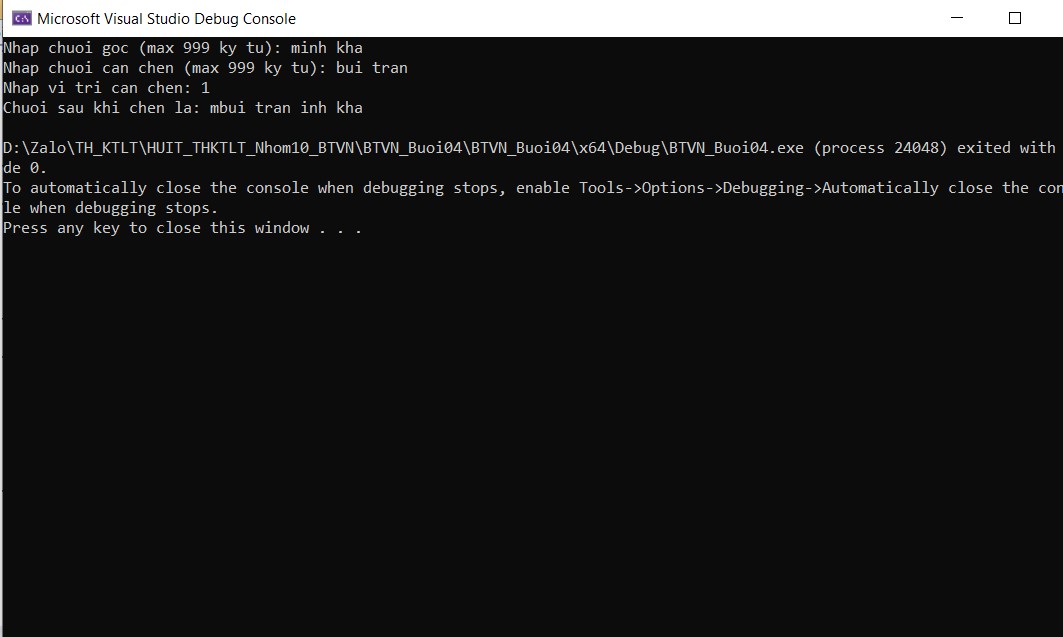 Microsoft Visual Studio Debug Console
Nhap chuoi goc (max 999 ky tu): minh kha
Nhap chuoi can chen (max 999 ky tu): bui tran
Nhap vi tri can chen: 1
Chuoi sau khi chen la: mbui tran inh kha
D:\Zalo\TH_KTLT\HUIT_THKTLT_Nhom10_BTVN\BTVN_Buoi04\BTVN_Buoi04\x64\Debug\BTVN_Buoi04.exe (process 24048) exited with
de 0.
To automatically close the console when debugging stops, enable Tools->Options->Debugging->Automatically close the con
le when debugging stops.
Press any key to close this window . . .